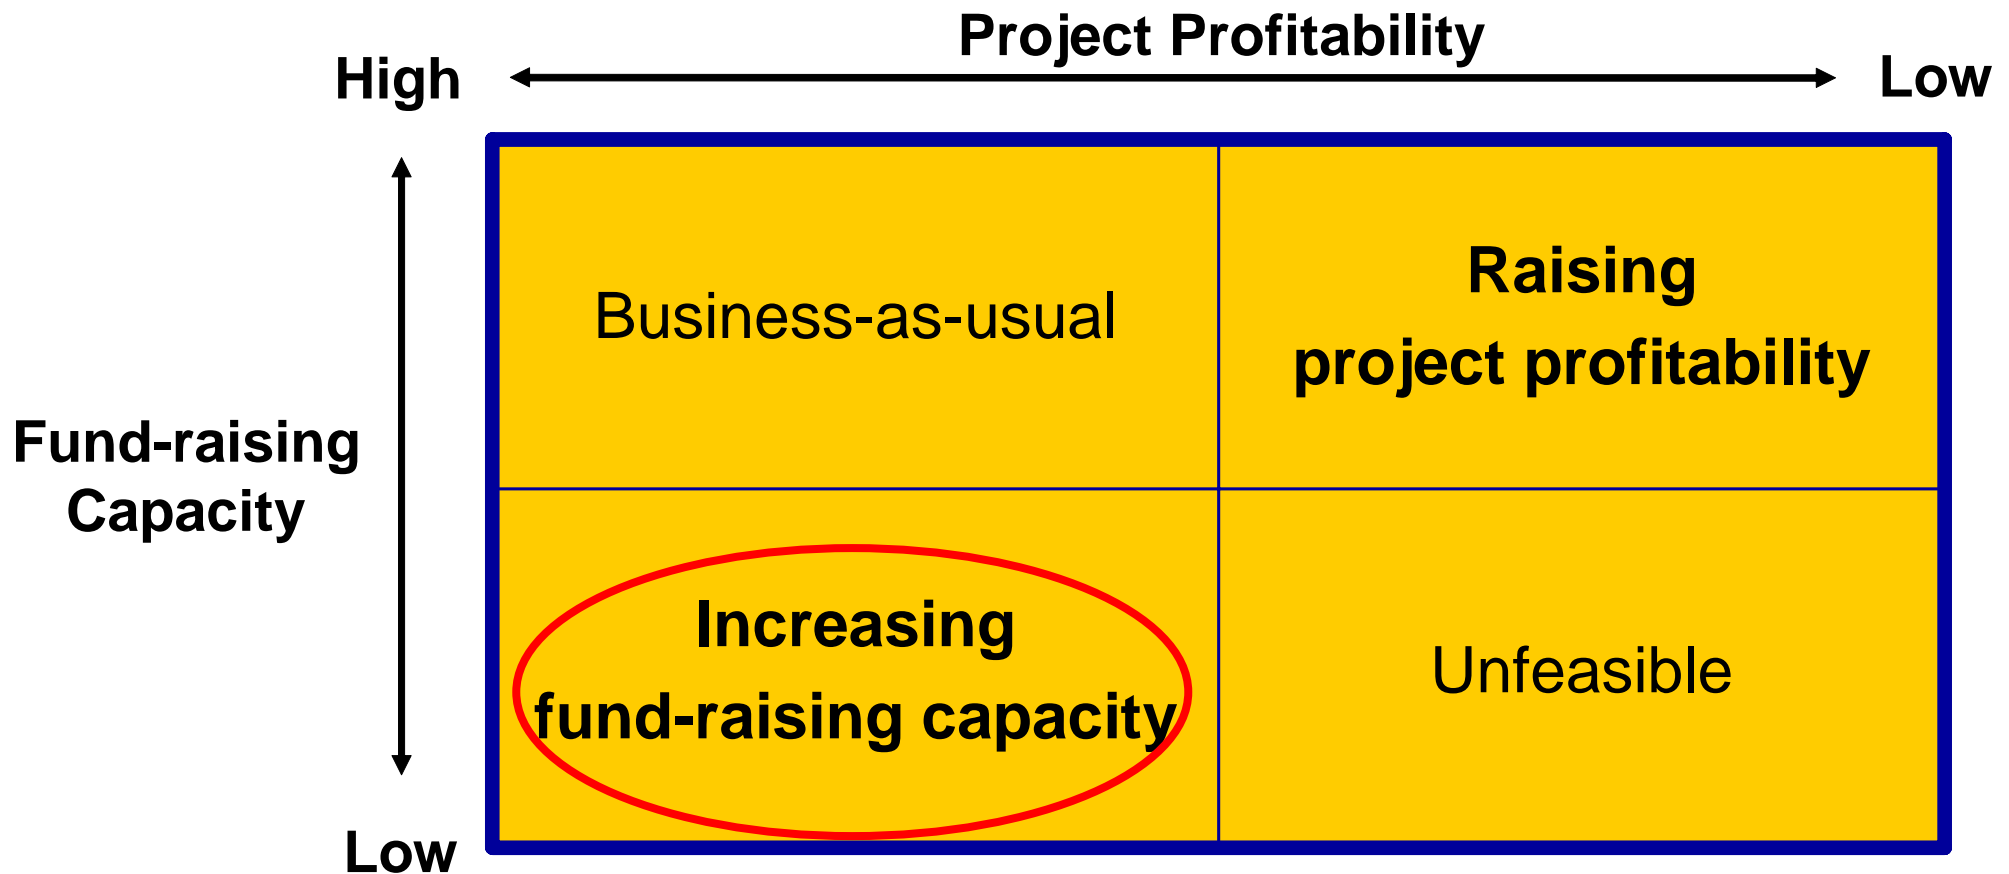 Project Profitability
High
Low
Business-as-usual
Raising
project profitability
Fund-raising
Capacity
Increasing
fund-raising capacity
Unfeasible
Low